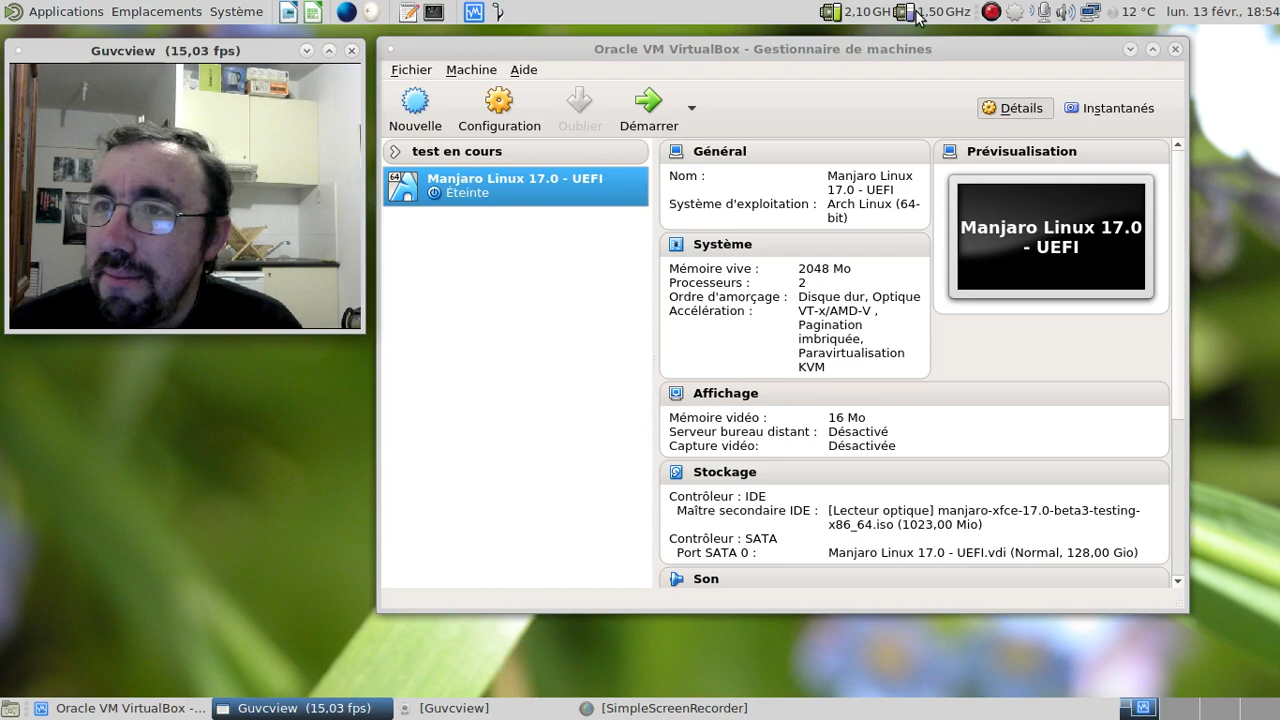 Applications Emplacements Système 2,10 GH 1,50 GHz 12 °C lun. 13 févr., 18:54
Guvcview (15,03 fps)
Oracle VM VirtualBox - Gestionnaire de machines
Fichier Machine Aide
Nouvelle Configuration Oublier Démarrer Détails Instantanés
test en cours
64
Manjaro Linux 17.0 - UEFI
Éteinte
Général
Nom : Manjaro Linux
17.0 - UEFI
Système d'exploitation : Arch Linux (64-
bit)
Prévisualisation
Manjaro Linux 17.0
- UEFI
Système
Mémoire vive : 2048 Mo
Processeurs : 2
Ordre d'amorçage : Disque dur, Optique
Accélération : VT-x/AMD-V ,
Pagination
imbriquée,
Paravirtualisation
KVM
Affichage
Mémoire vidéo : 16 Mo
Serveur bureau distant : Désactivé
Capture vidéo: Désactivée
Stockage
Contrôleur : IDE
Maître secondaire IDE : [Lecteur optique] manjaro-xfce-17.0-beta3-testing-
x86_64.iso (1023,00 Mio)
Contrôleur : SATA
Port SATA 0 : Manjaro Linux 17.0 - UEFI.vdi (Normal, 128,00 Gio)
Son
Oracle VM VirtualBox -... Guvcview (15,03 fps) [Guvcview] [SimpleScreenRecorder]